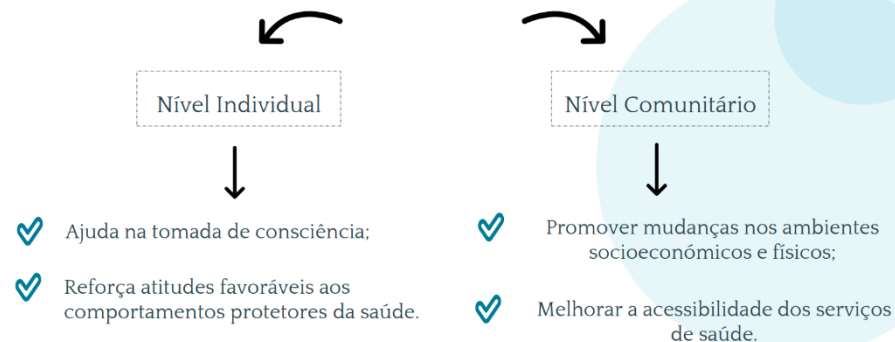 Nível Individual
Ajuda na tomada de consciência;
Reforça atitudes favoráveis aos
comportamentos protetores da saúde.
Nível Comunitário
Promover mudanças nos ambientes
socioeconómicos e físicos;
Melhorar a acessibilidade dos serviços
de saúde.